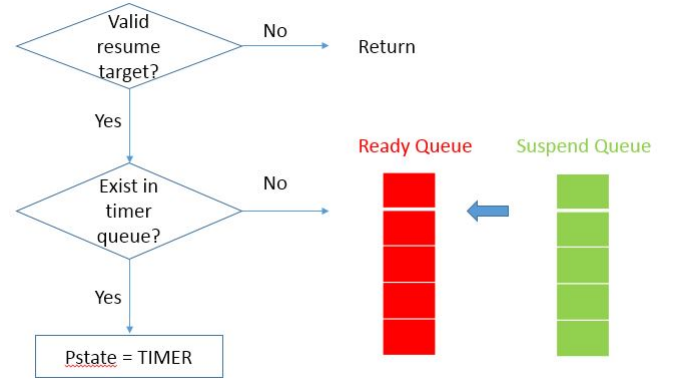 Valid
resume
target?
No
Return
Yes
Ready Queue
Suspend Queue
Exist in
timer
queue?
No
Yes
Pstate = TIMER